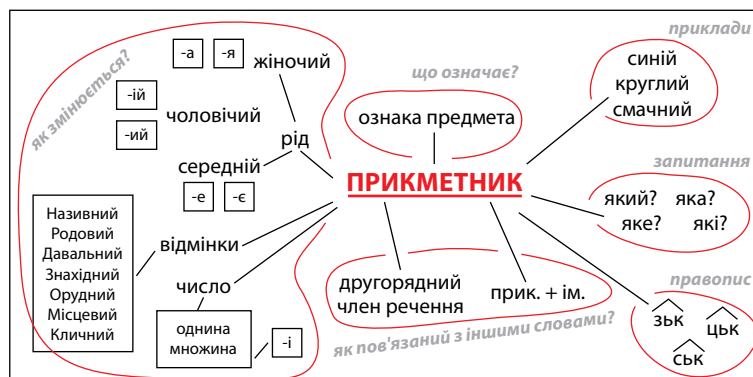 як змінюється?
-а -я
жіночий
-ій
-ий
чоловічий
рід
середній
-е -є
Називний
Родовий
Давальний
Знахідний
Орудний
Місцевий
Кличний
відмінки
число
однина
множина
-і
що означає?
ознака предмета
ПРИКМЕТНИК
другорядний
член речення
прик. + ім.
як пов'язаний з іншими словами?
приклади
синій
круглий
смачний
запитання
який? яка?
яке? які?
правопис
зьк
цьк
ськ